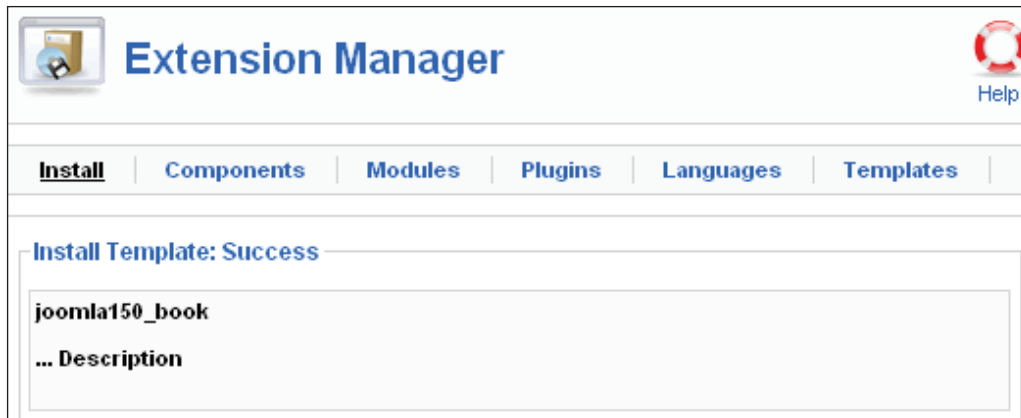 Extension Manager
Help
Install Components Modules Plugins Languages Templates
Install Template: Success
joomla150_book
... Description